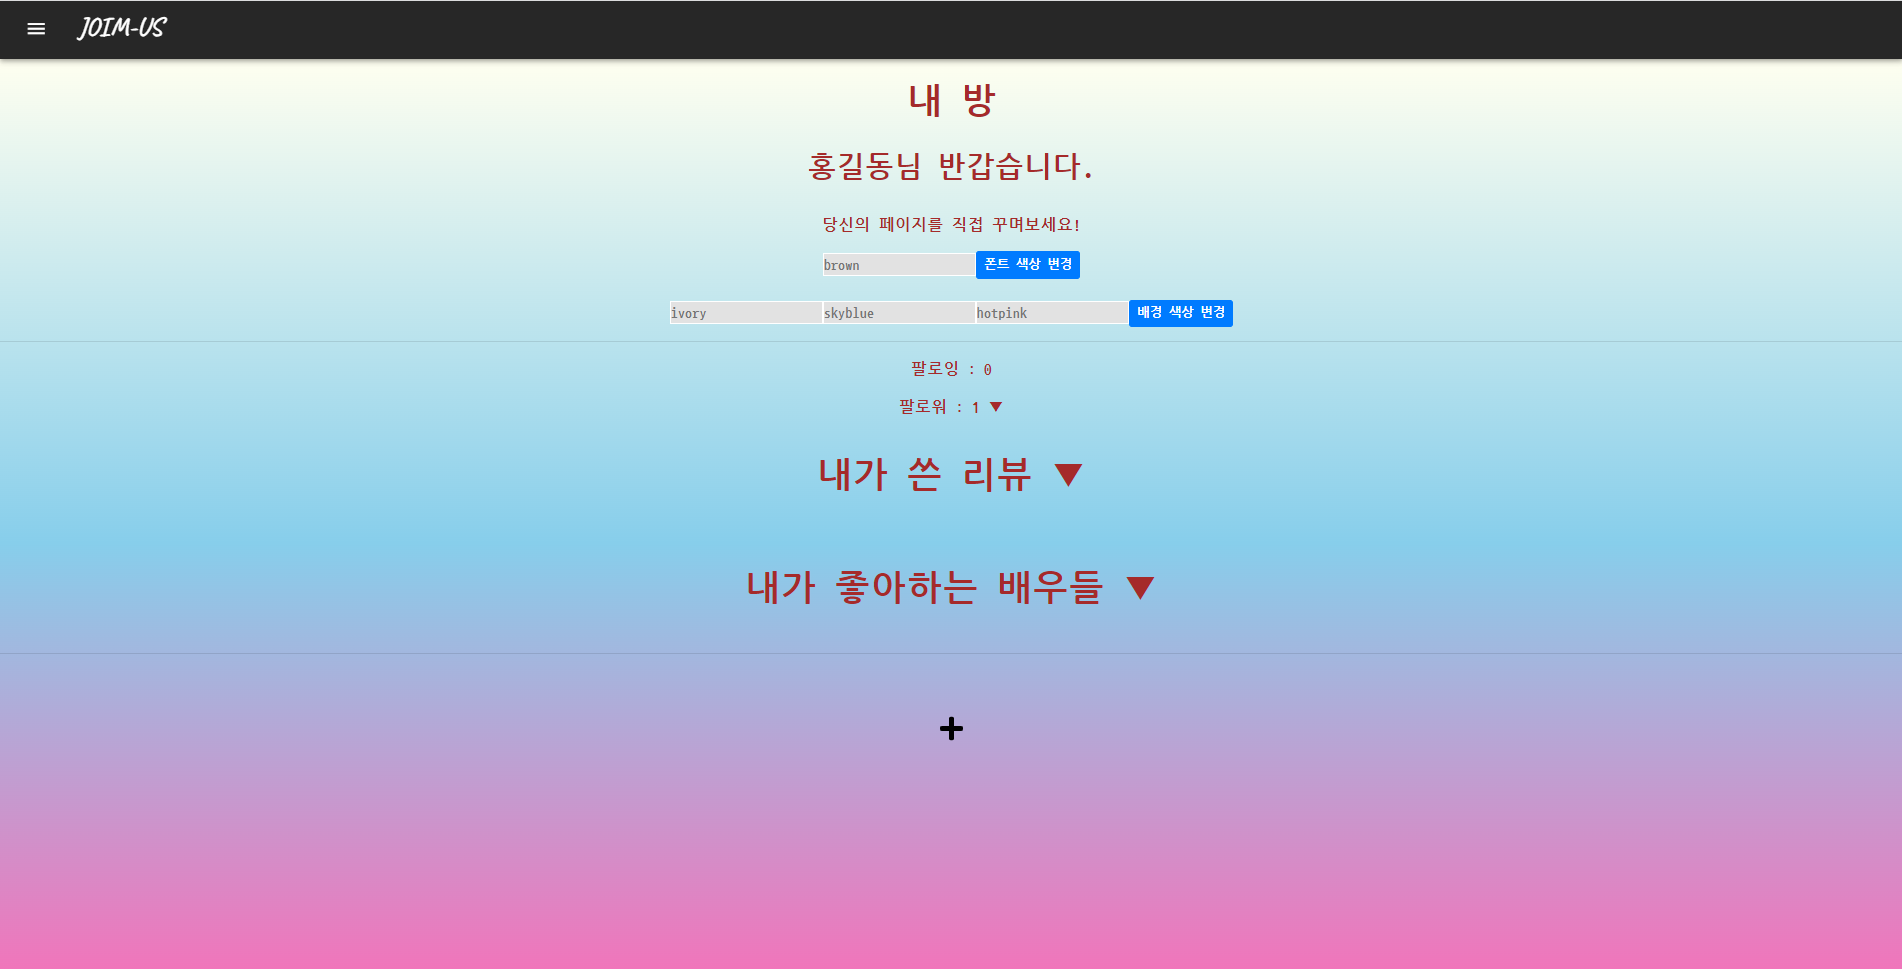 JOIM-US
내 방
홍길동님 반갑습니다.
당신의 페이지를 직접 꾸며보세요!
brown 폰트 색상 변경
ivory skyblue hotpink 배경 색상 변경
팔로잉 : 0
팔로워 : 1 ▼
내가 쓴 리뷰 ▼
내가 좋아하는 배우들 ▼